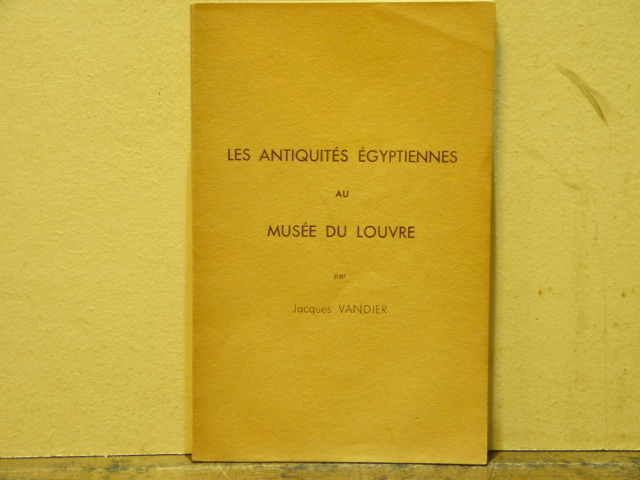 LES ANTIQUITÉS ÉGYPTIENNES
AU
MUSÉE DU LOUVRE
par
Jacques VANDIER